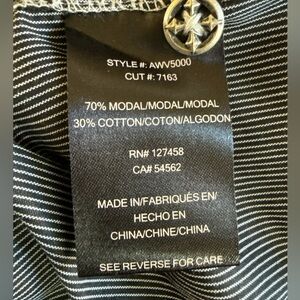 STYLE #: AWV5000
CUT #: 7163
70% MODAL/MODAL/MODAL
30% COTTON/COTON/ALGODON
RN# 127458
CA# 54562
MADE IN/FABRIQUÉS EN/
HECHO EN
CHINA/CHINE/CHINA
SEE REVERSE FOR CARE